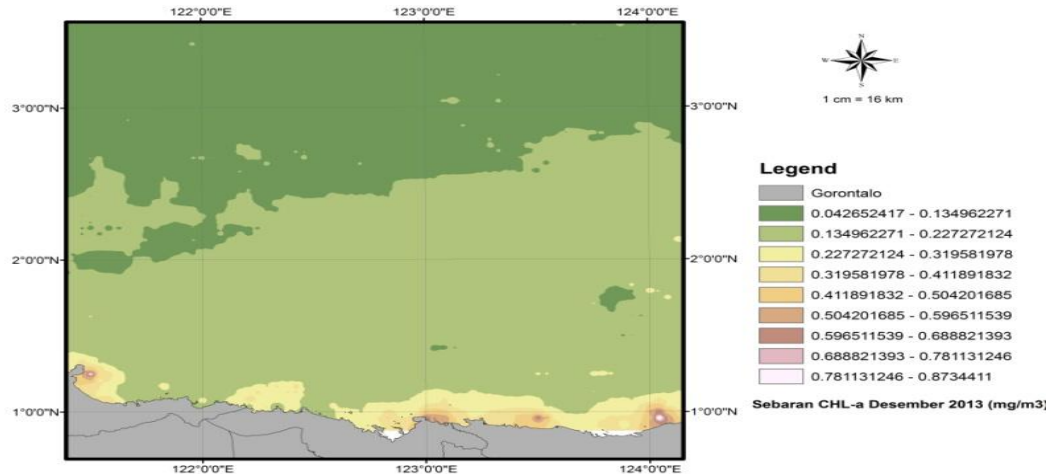 122°0'0"E 123°0'0"E 124°0'0"E
3°0'0"N 3°0'0"N
2°0'0"N 2°0'0"N
1°0'0"N 1°0'0"N
122°0'0"E 123°0'0"E 124°0'0"E
N
W E
S
1 cm = 16 km
Legend
Gorontalo
0.042652417 - 0.134962271
0.134962271 - 0.227272124
0.227272124 - 0.319581978
0.319581978 - 0.411891832
0.411891832 - 0.504201685
0.504201685 - 0.596511539
0.596511539 - 0.688821393
0.688821393 - 0.781131246
0.781131246 - 0.8734411
Sebaran CHL-a Desember 2013 (mg/m3)